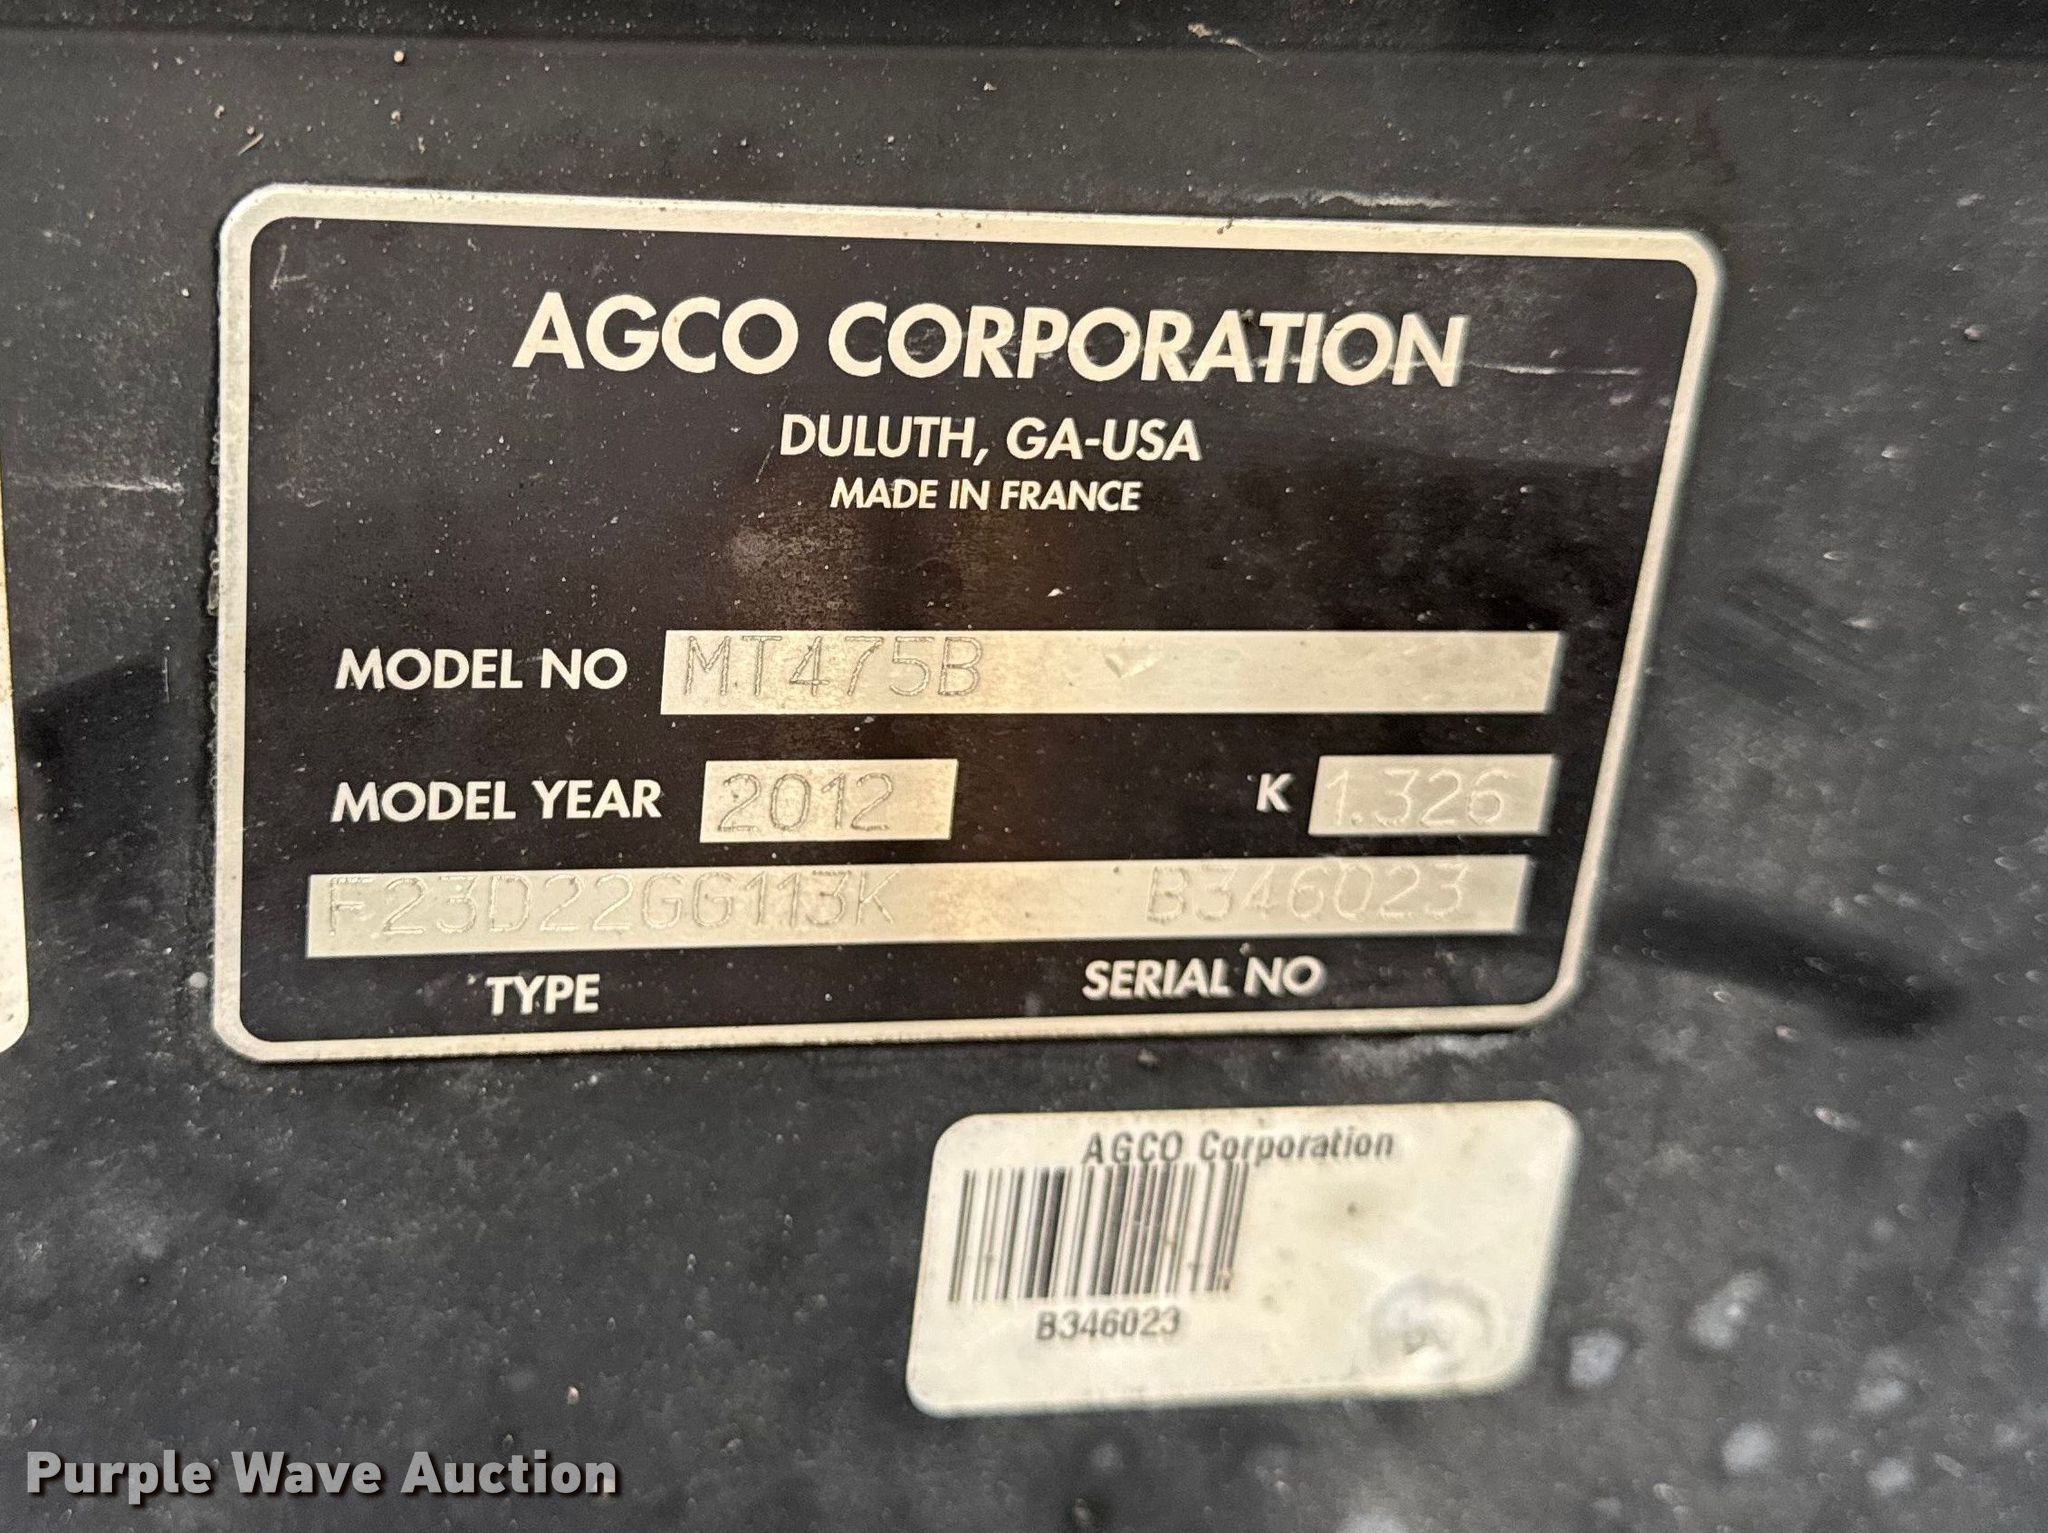 AGCO CORPORATION
DULUTH, GA-USA
MADE IN FRANCE
MODEL NO MT475B
MODEL YEAR 2012 K 1.326
F23D22GG113K B346023
TYPE SERIAL NO
AGCO Corporation
B346023
Purple Wave Auction